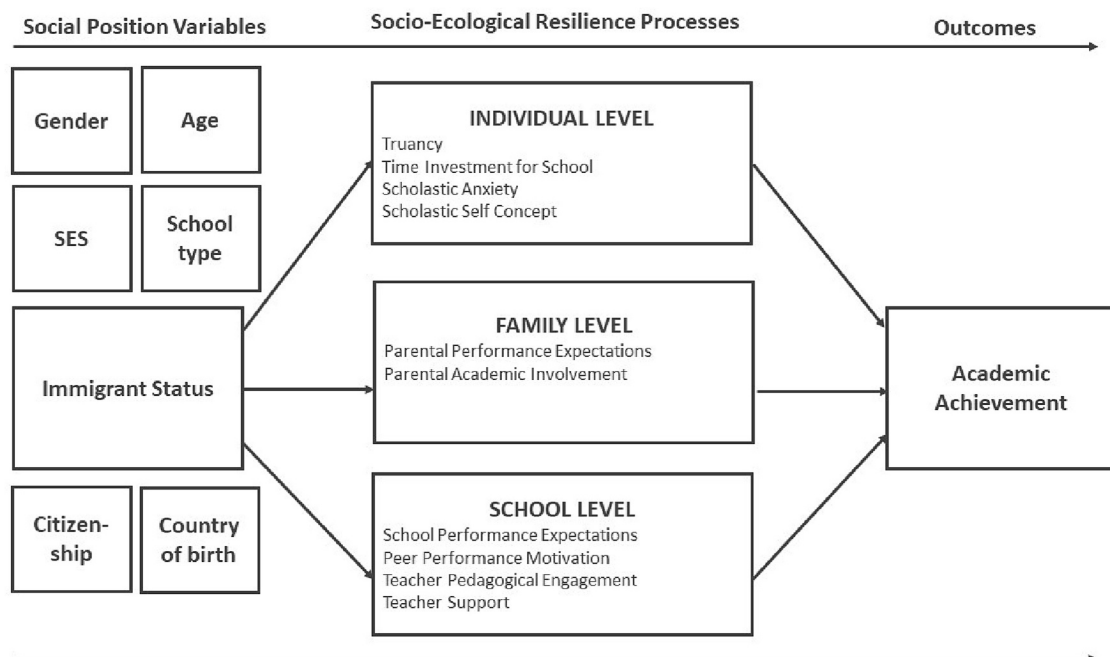 Social Position Variables
Socio-Ecological Resilience Processes
Outcomes
Gender
Age
SES
School
type
Immigrant Status
Citizen-
ship
Country
of birth
INDIVIDUAL LEVEL
Truancy
Time Investment for School
Scholastic Anxiety
Scholastic Self Concept
FAMILY LEVEL
Parental Performance Expectations
Parental Academic Involvement
SCHOOL LEVEL
School Performance Expectations
Peer Performance Motivation
Teacher Pedagogical Engagement
Teacher Support
Academic
Achievement